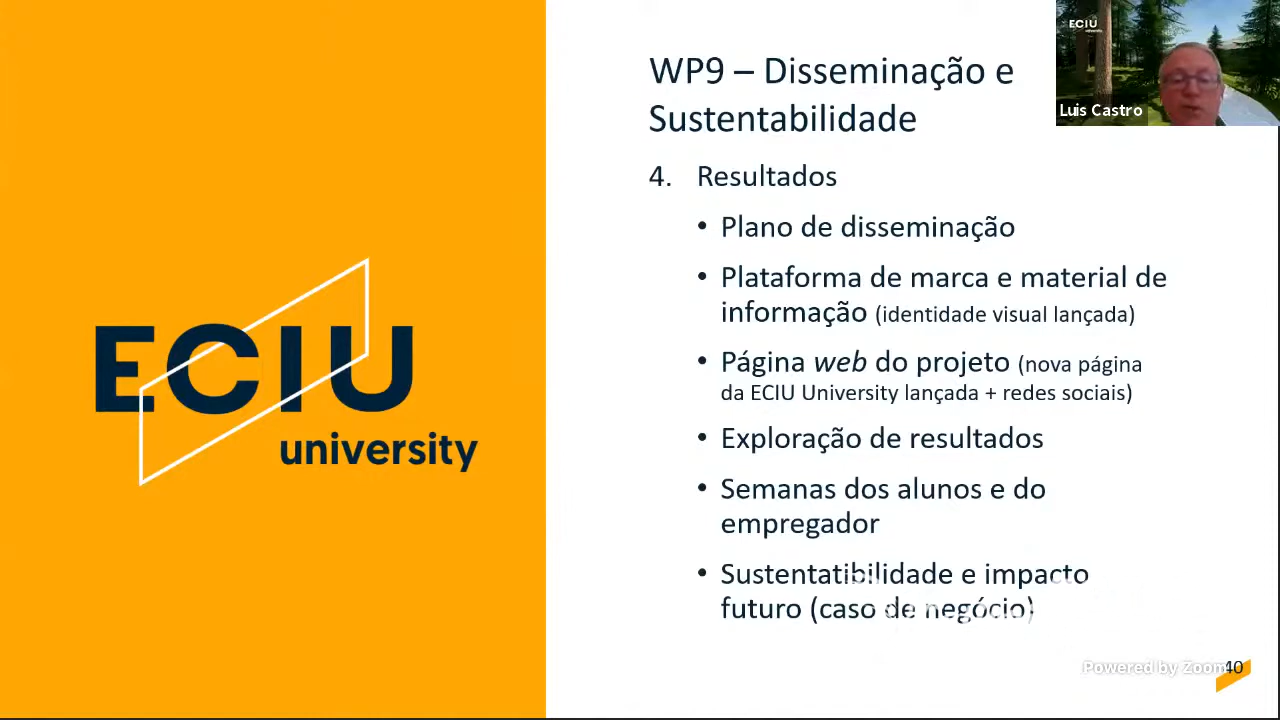 ECIU
university
WP9 – Disseminação e
Sustentabilidade
ECIU
university
Luis Castro
4. Resultados
• Plano de disseminação
• Plataforma de marca e material de
informação (identidade visual lançada)
• Página web do projeto (nova página
da ECIU University lançada + redes sociais)
• Exploração de resultados
• Semanas dos alunos e do
empregador
• Sustentatibilidade e impacto
futuro (caso de negócio)
Powered by Zoom
40